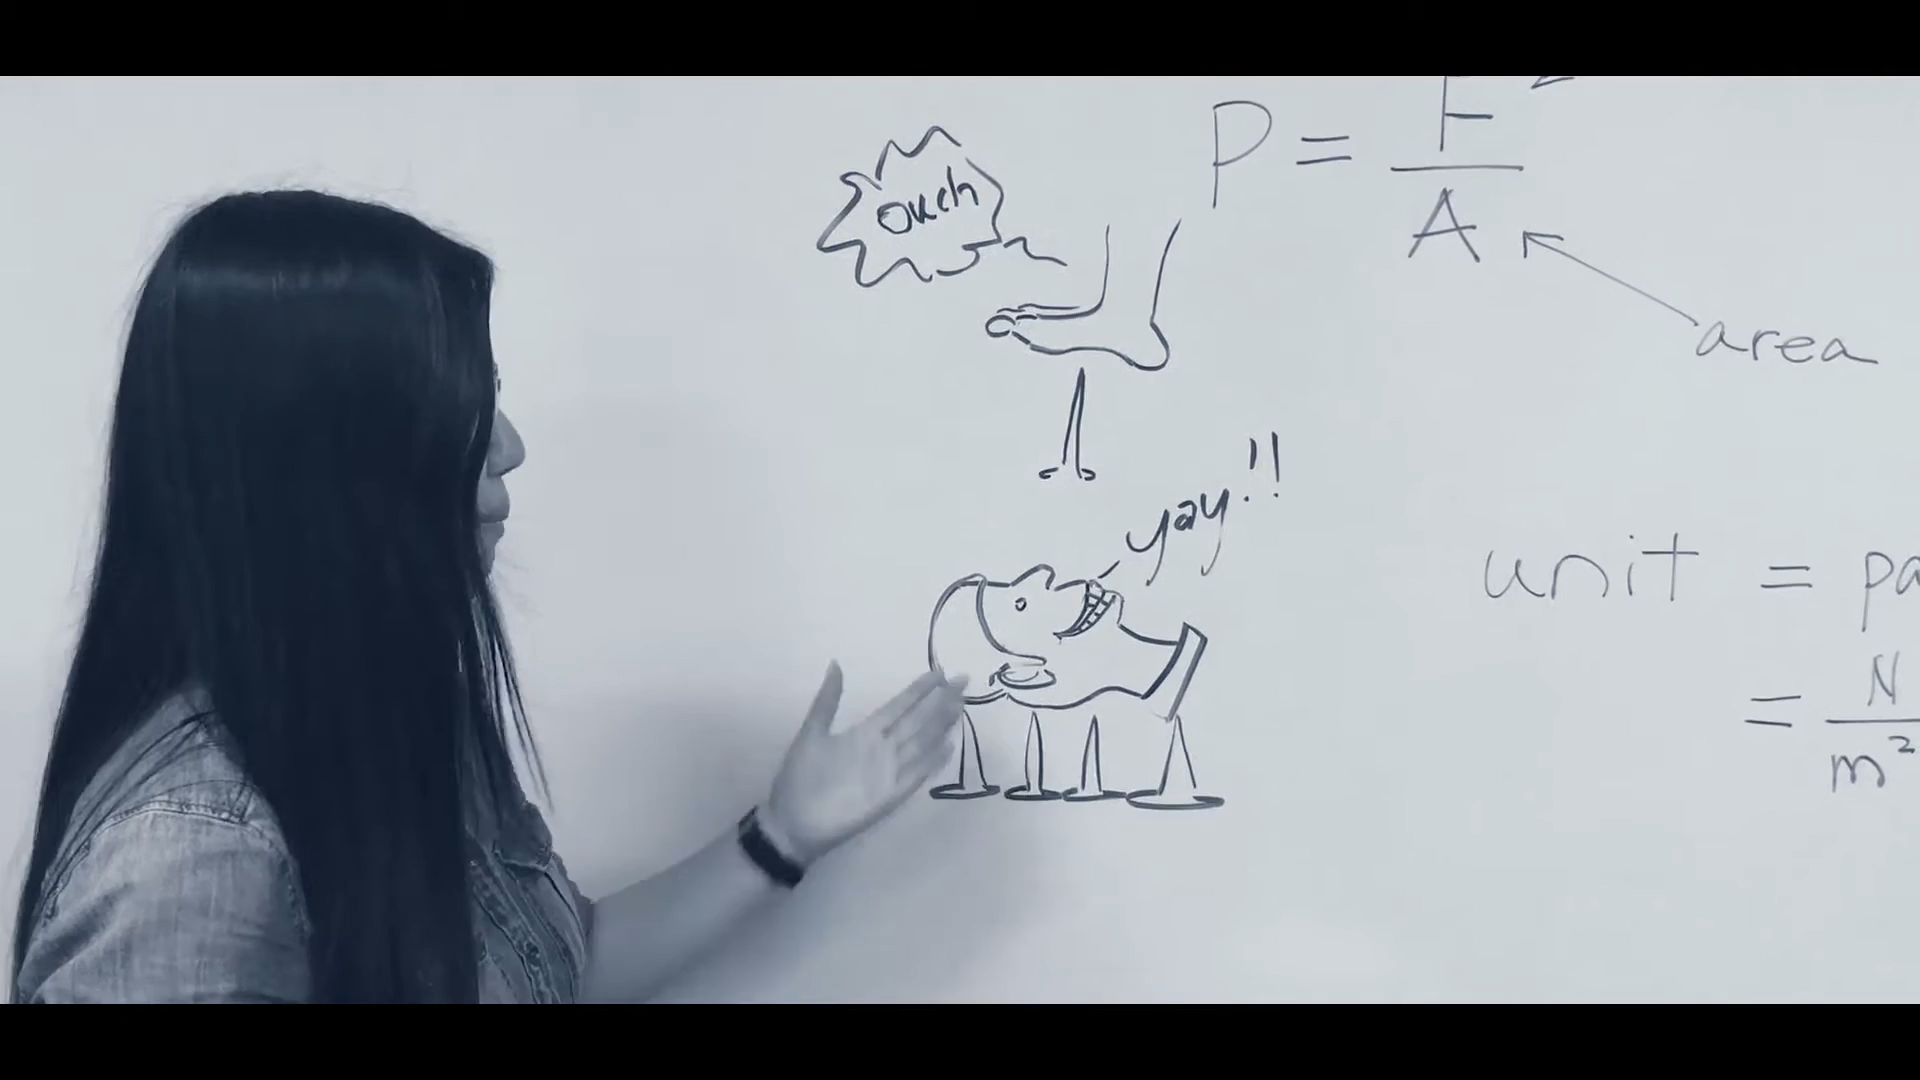 P = F
A
ouch
area
yay!!
unit = pa
= N
m²